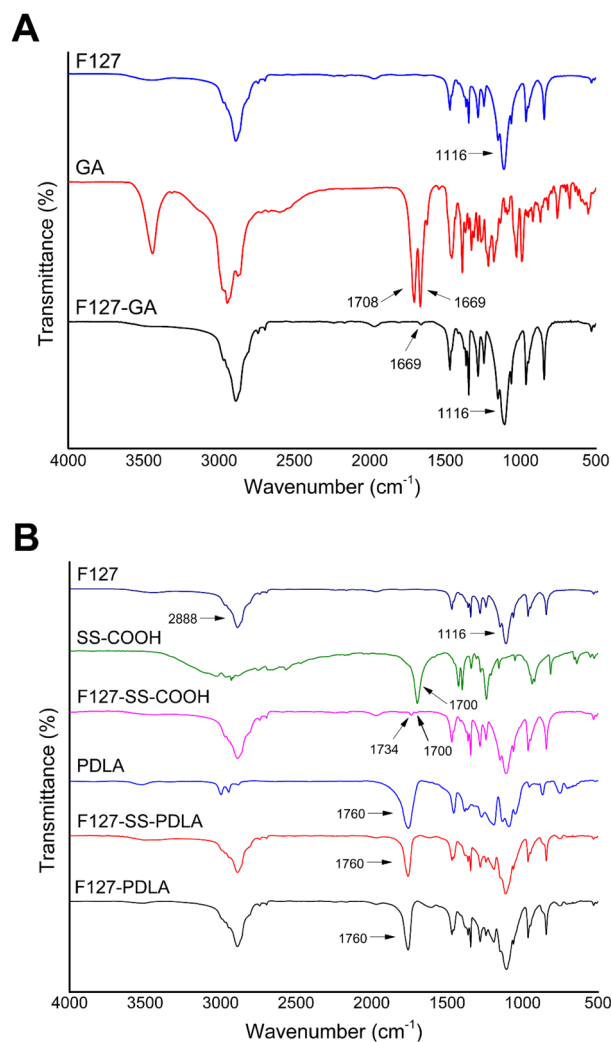 A
F127
1116
GA
1708
1669
F127-GA
1669
1116
Transmittance (%)
4000 3500 3000 2500 2000 1500 1000 500
Wavenumber (cm⁻¹)
B
F127
2888
1116
SS-COOH
1700
F127-SS-COOH
1734
1700
PDLA
1760
F127-SS-PDLA
1760
F127-PDLA
1760
Transmittance (%)
4000 3500 3000 2500 2000 1500 1000 500
Wavenumber (cm⁻¹)